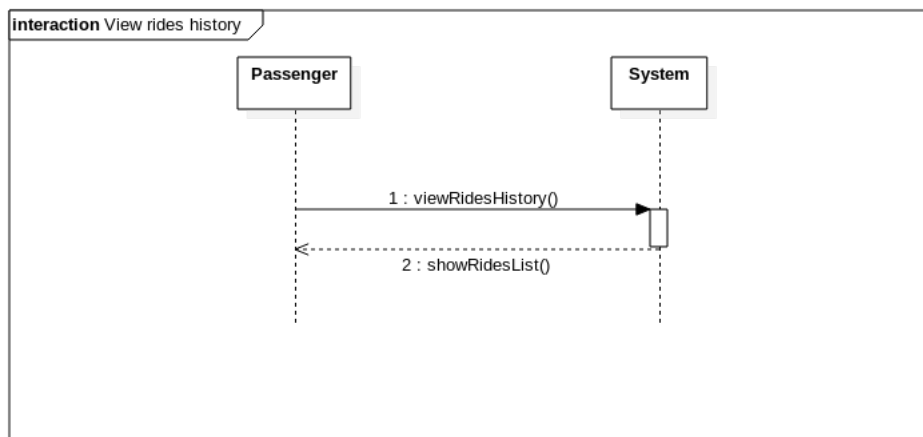 interaction View rides history
Passenger
System
1 : viewRidesHistory()
2 : showRidesList()